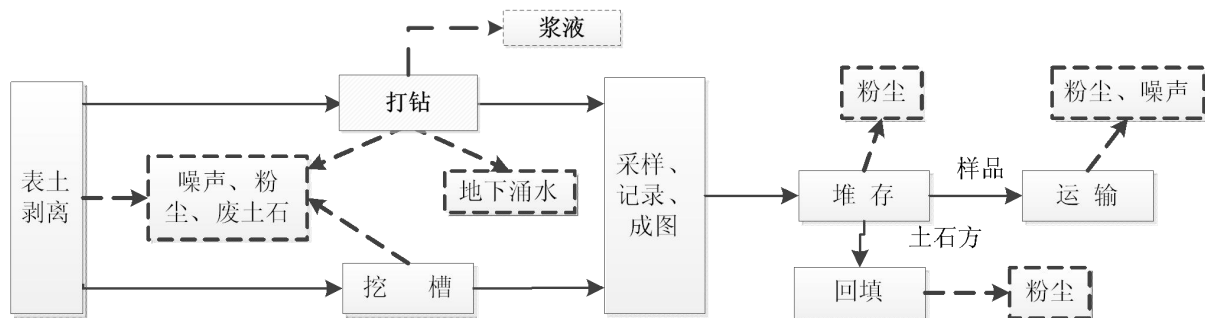 浆液
打钻
粉尘
粉尘、噪声
表土
剥离
噪声、粉
尘、废土石
地下涌水
采样、
记录、
成图
堆 存
样品
运 输
土石方
挖 槽
回填
粉尘